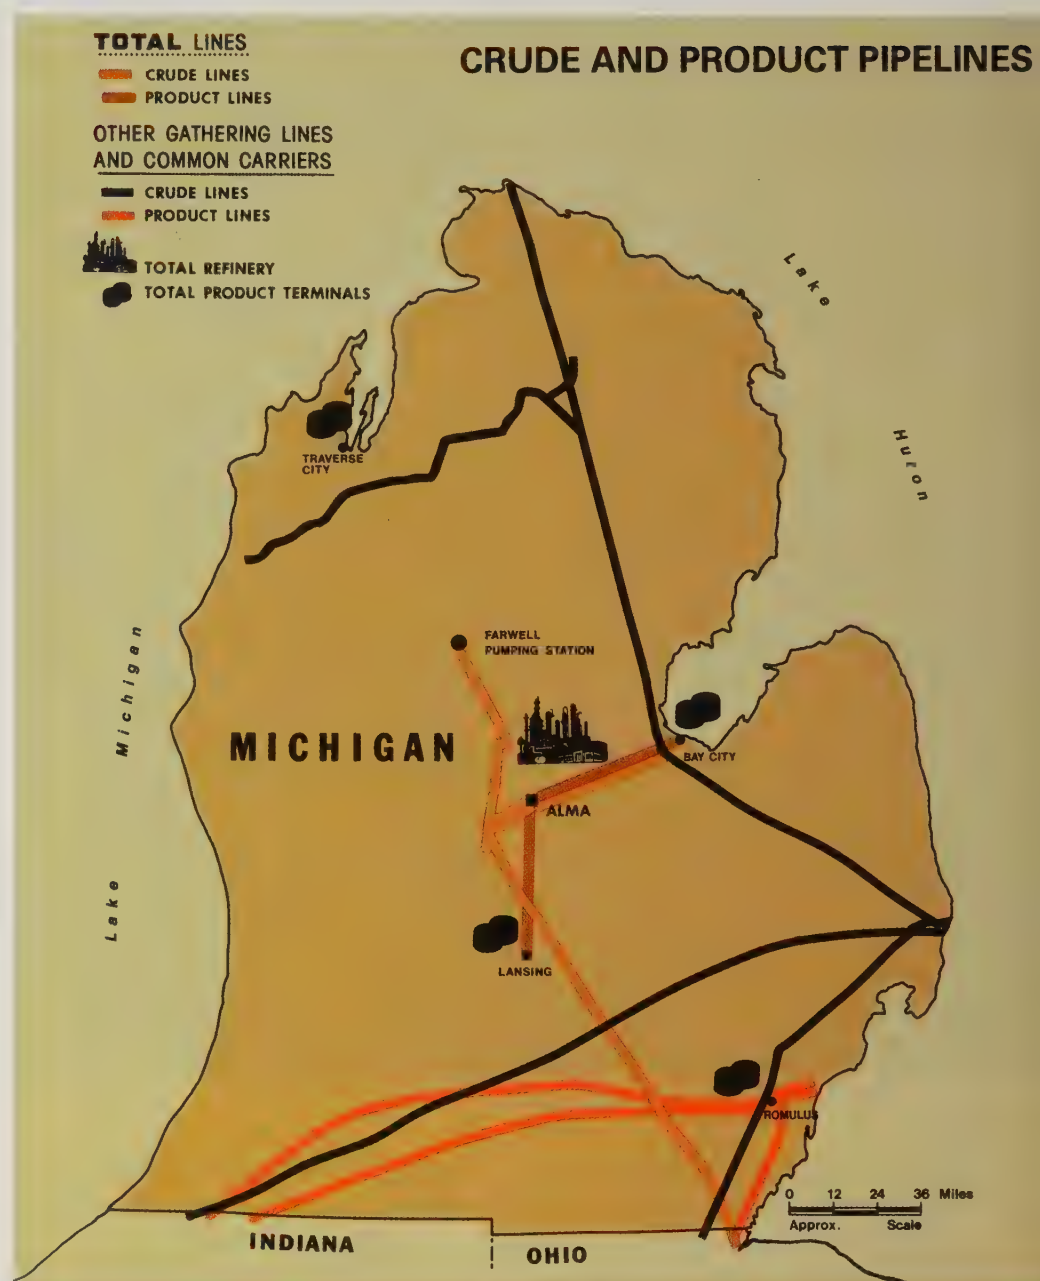 CRUDE AND PRODUCT PIPELINES
TOTAL LINES
CRUDE LINES
PRODUCT LINES
OTHER GATHERING LINES
AND COMMON CARRIERS
CRUDE LINES
PRODUCT LINES
TOTAL REFINERY
TOTAL PRODUCT TERMINALS
Lake
Huron
TRAVERSE
CITY
FARWELL
PUMPING STATION
Lake Michigan
MICHIGAN
BAY CITY
ALMA
LANSING
ROMULUS
0 12 24 36 Miles
Approx. Scale
INDIANA
OHIO